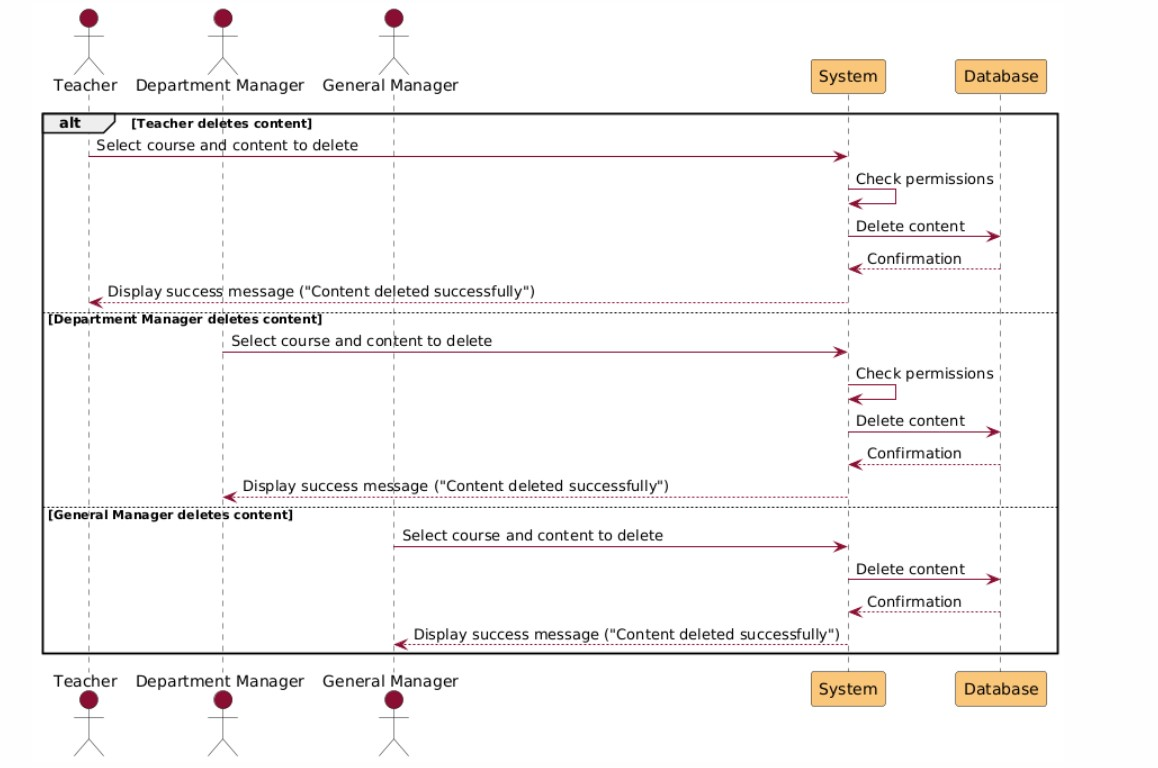 Teacher Department Manager General Manager System Database
alt [Teacher deletes content]
Select course and content to delete
Check permissions
Delete content
Confirmation
Display success message ("Content deleted successfully")
[Department Manager deletes content]
Select course and content to delete
Check permissions
Delete content
Confirmation
Display success message ("Content deleted successfully")
[General Manager deletes content]
Select course and content to delete
Delete content
Confirmation
Display success message ("Content deleted successfully")
Teacher Department Manager General Manager System Database